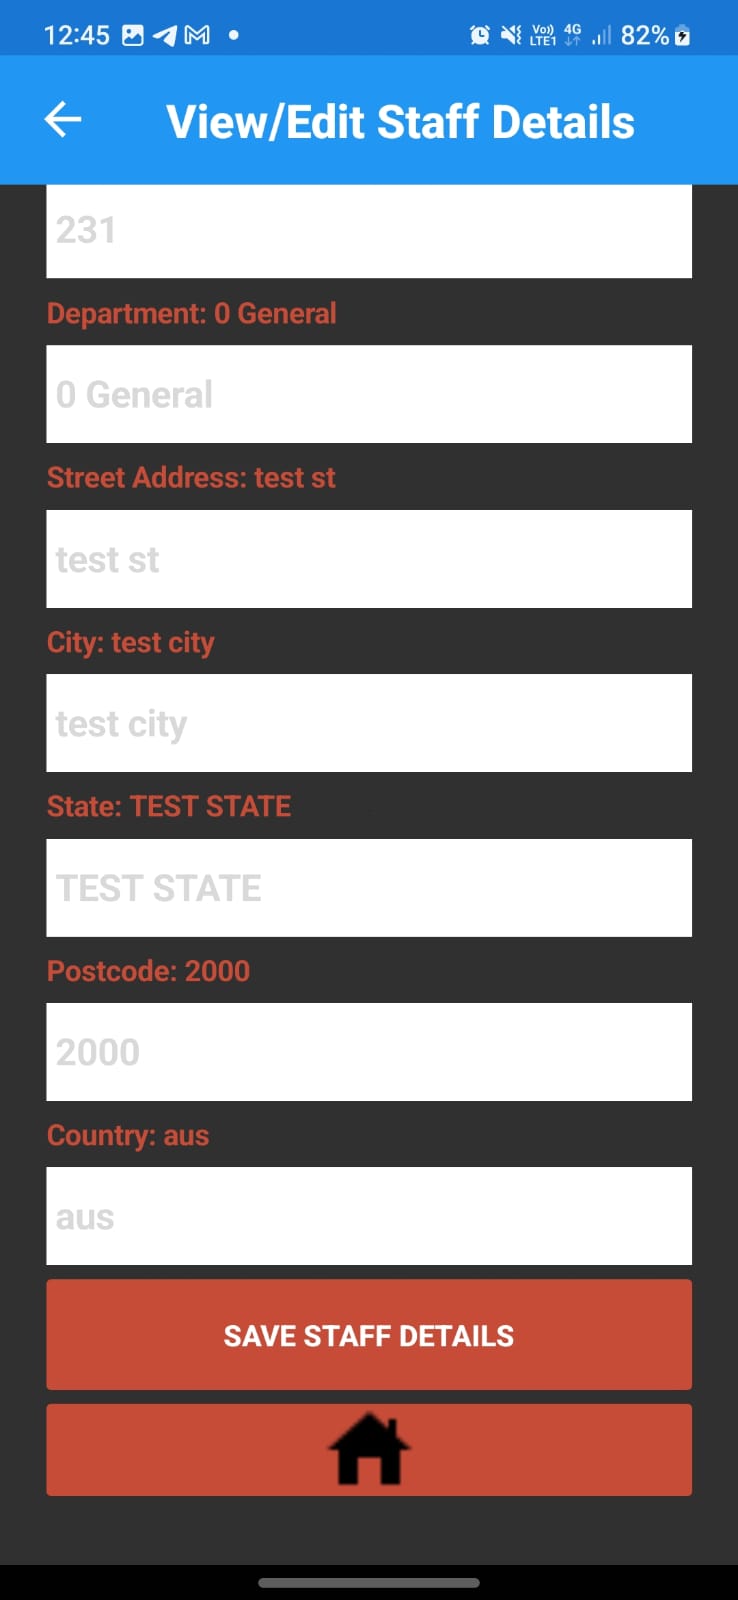 12:45
Vo)) 4G
LTE1
82%
View/Edit Staff Details
231
Department: 0 General
0 General
Street Address: test st
test st
City: test city
test city
State: TEST STATE
TEST STATE
Postcode: 2000
2000
Country: aus
aus
SAVE STAFF DETAILS